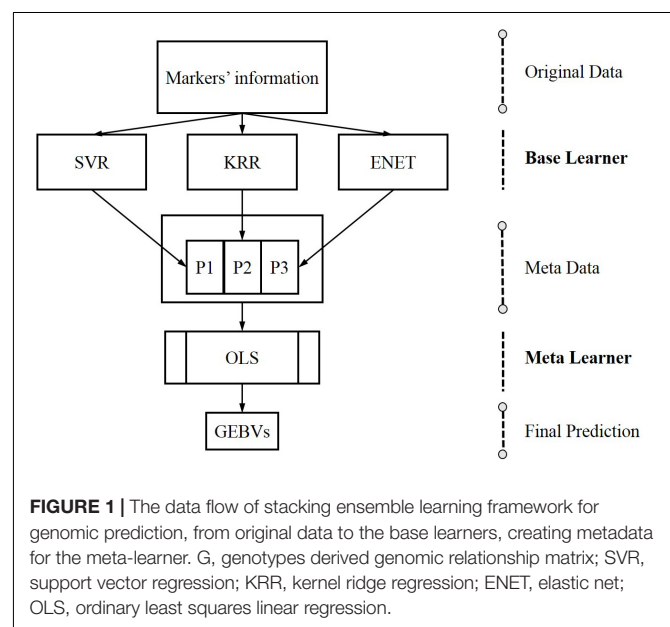 Markers' information
Original Data
SVR
KRR
ENET
Base Learner
P1 P2 P3
Meta Data
OLS
Meta Learner
GEBVs
Final Prediction
FIGURE 1 | The data flow of stacking ensemble learning framework for
genomic prediction, from original data to the base learners, creating metadata
for the meta-learner. G, genotypes derived genomic relationship matrix; SVR,
support vector regression; KRR, kernel ridge regression; ENET, elastic net;
OLS, ordinary least squares linear regression.